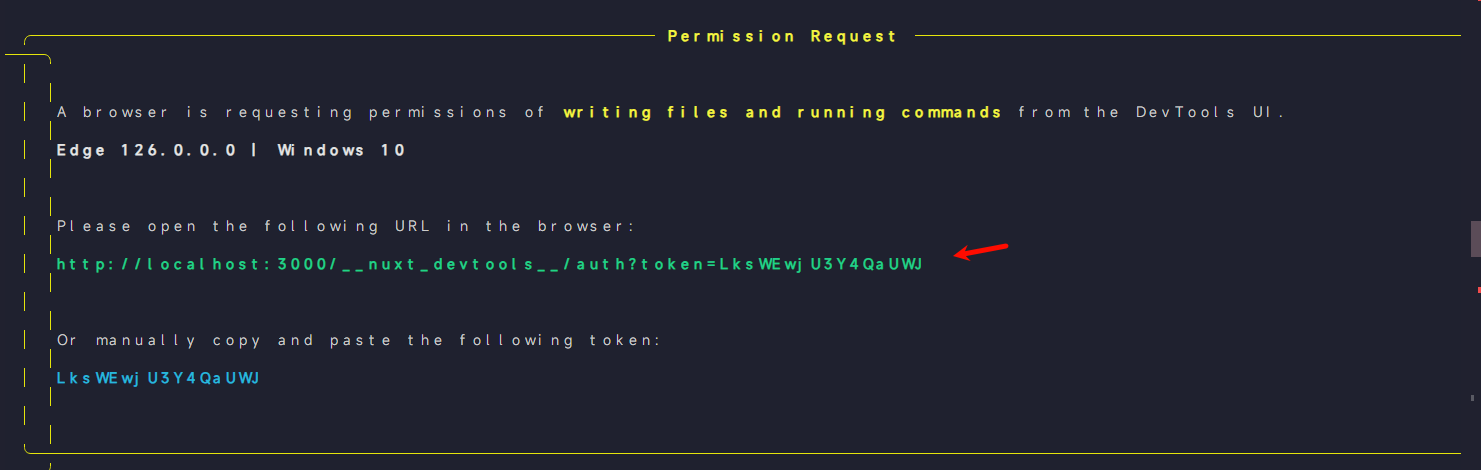 Permission Request
A browser is requesting permissions of writing files and running commands from the DevTools UI.
Edge 126.0.0.0 | Windows 10
Please open the following URL in the browser:
http://localhost:3000/__nuxt_devtools__/auth?token=LksWEwjU3Y4QaUWJ
Or manually copy and paste the following token:
LksWEwjU3Y4QaUWJ